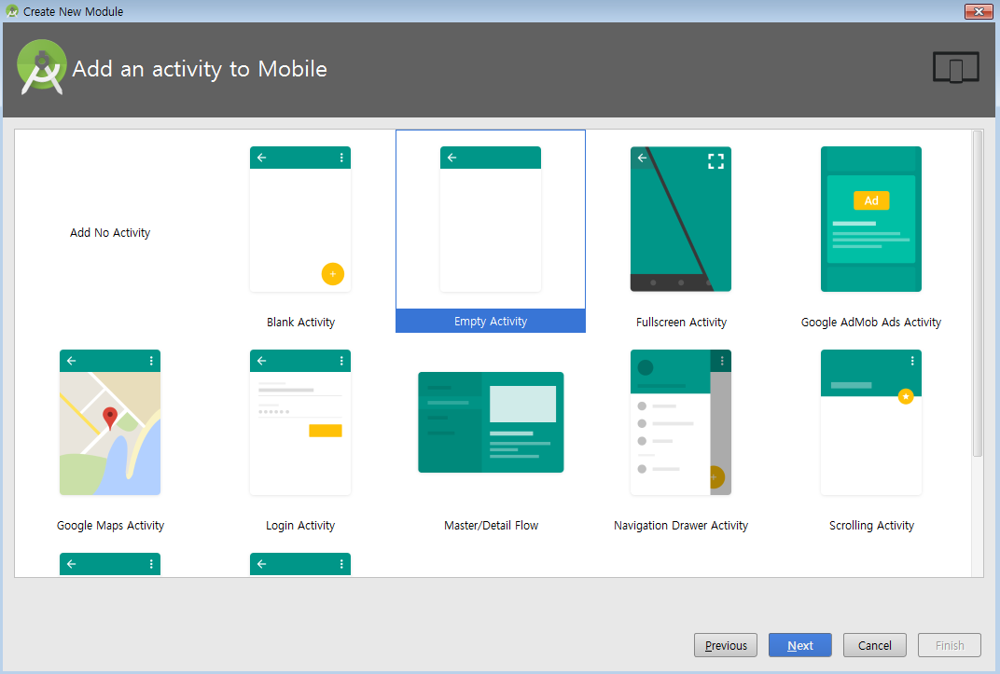 Create New Module
Add an activity to Mobile
Add No Activity
Blank Activity
Empty Activity
Fullscreen Activity
Ad
Google AdMob Ads Activity
Google Maps Activity
Login Activity
Master/Detail Flow
Navigation Drawer Activity
Scrolling Activity
Previous
Next
Cancel
Finish